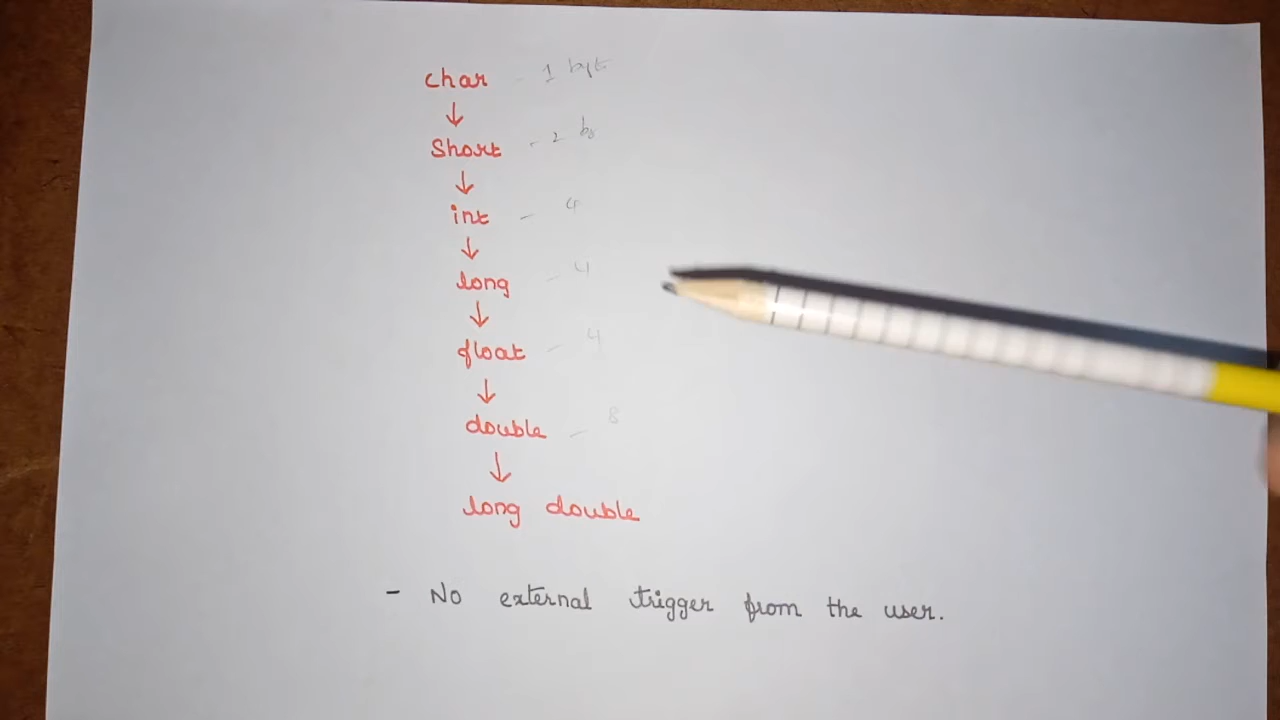 char - 1 byte
↓
Short - 2 b
↓
int - 4
↓
long - 4
↓
float - 4
↓
double - 8
↓
long double
- No external trigger from the user.